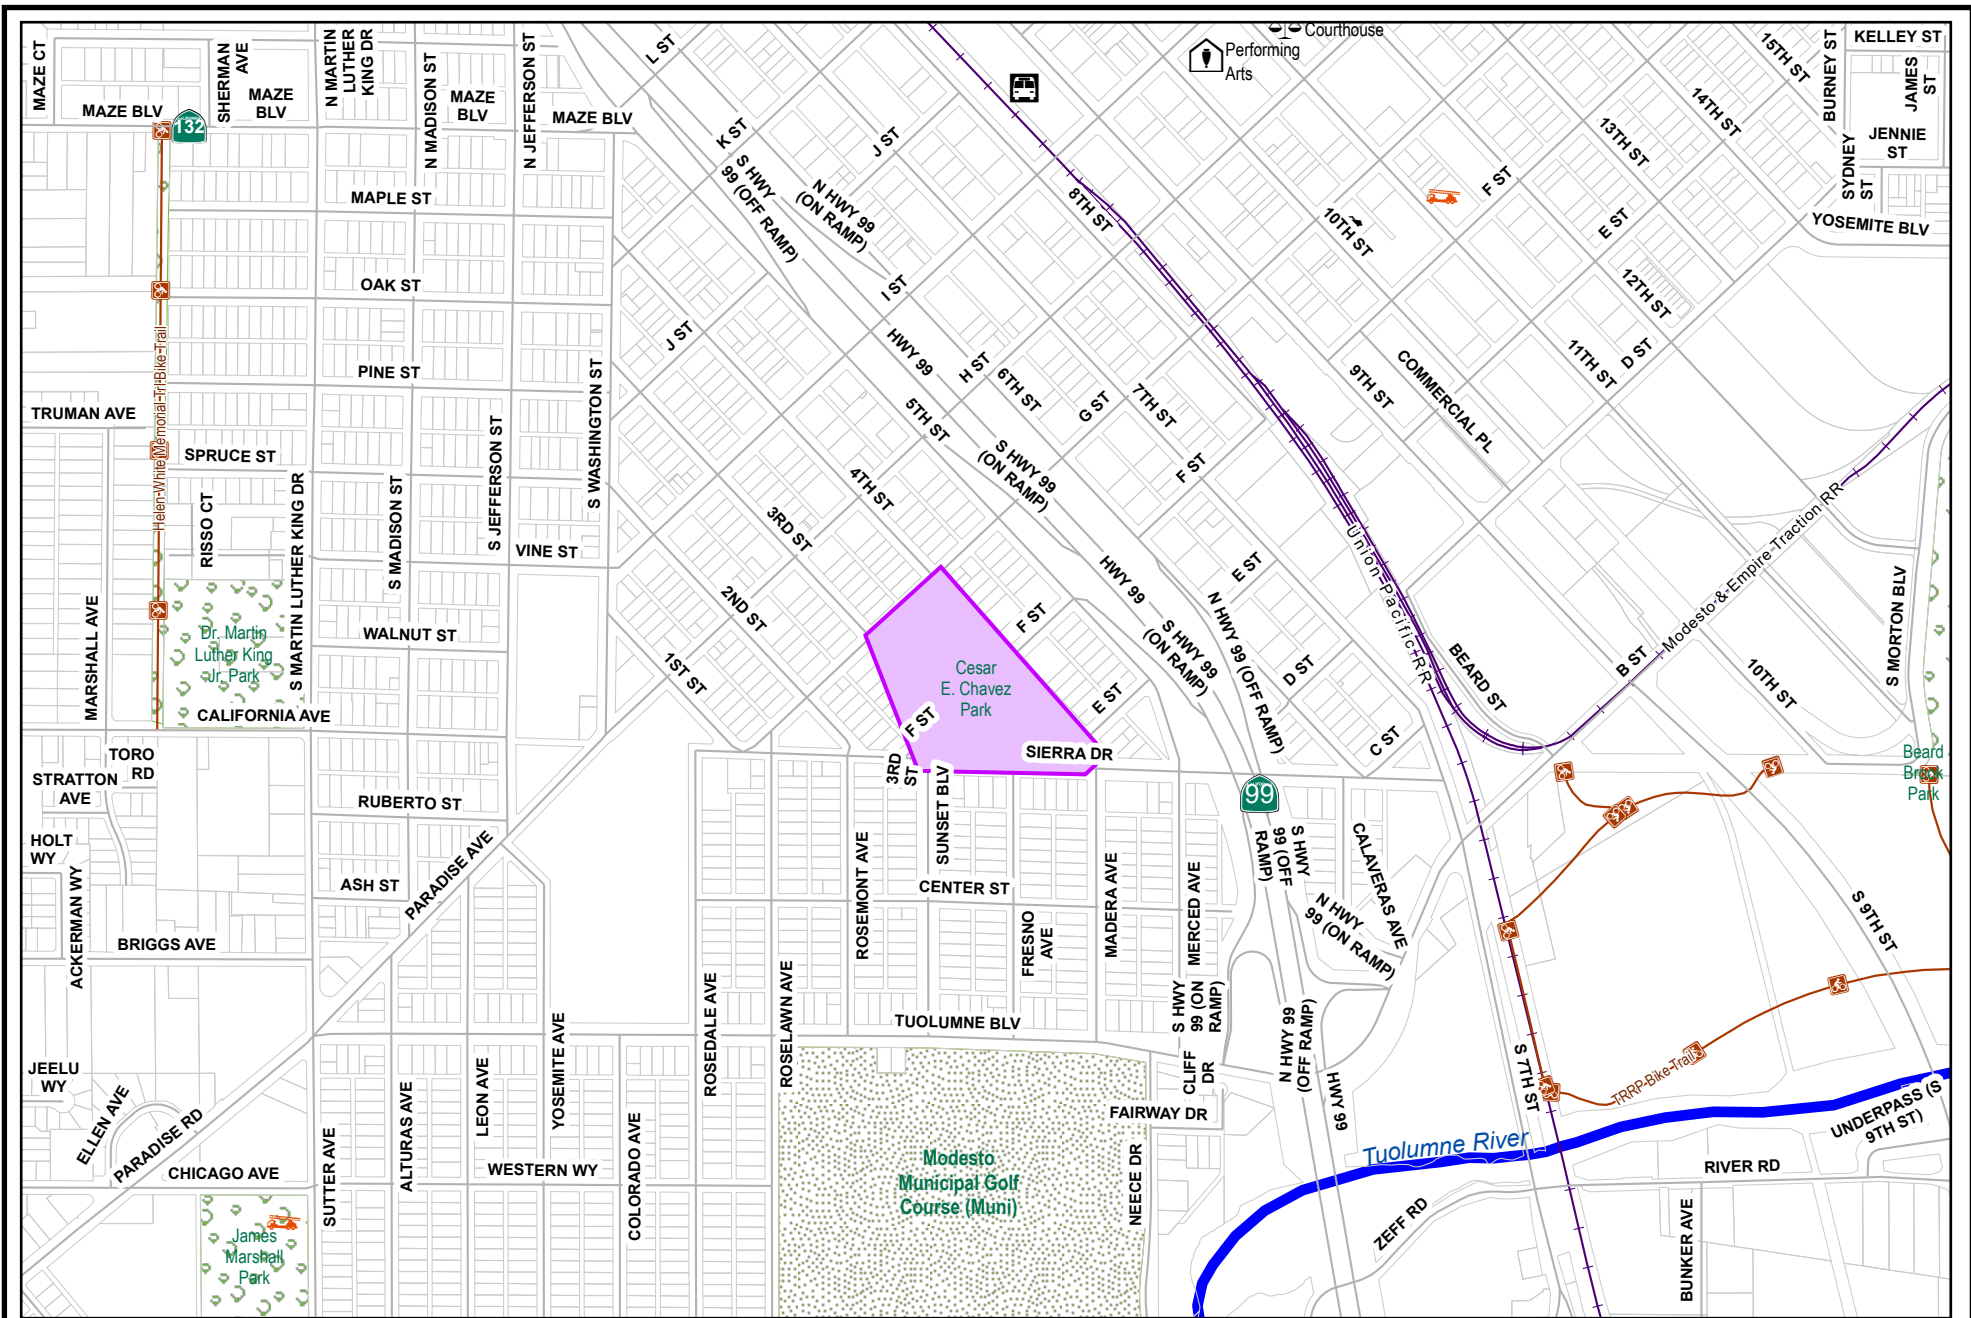 Courthouse
Performing
Arts
MAZE CT
SHERMAN
AVE
N MARTIN
LUTHER
KING DR
N MADISON ST
N JEFFERSON ST
L ST
15TH ST
BURNEY ST
KELLEY ST
JAMES
ST
MAZE BLV
132
MAZE
BLV
MAZE
BLV
MAZE BLV
K ST
J ST
14TH ST
13TH ST
JENNIE
ST
SYDNEY
ST
S HWY
99 (OFF RAMP)
N HWY 99
(ON RAMP)
MAPLE ST
8TH ST
10TH ST
F ST
E ST
YOSEMITE BLV
OAK ST
I ST
12TH ST
J ST
HWY 99
H ST
6TH ST
G ST
7TH ST
9TH ST
COMMERCIAL PL
11TH ST
D ST
PINE ST
TRUMAN AVE
Helen White Memorial Tri Bike Trail
SPRUCE ST
S JEFFERSON ST
S WASHINGTON ST
5TH ST
4TH ST
S HWY 99
(ON RAMP)
F ST
RISSO CT
S MARTIN LUTHER KING DR
S MADISON ST
VINE ST
3RD ST
2ND ST
1ST ST
HWY 99
E ST
Union Pacific RR
Modesto & Empire Traction RR
S MORTON BLV
MARSHALL AVE
Dr. Martin
Luther King
Jr. Park
WALNUT ST
F ST
Cesar
E. Chavez
Park
E ST
S HWY 99
(ON RAMP)
N HWY 99 (OFF RAMP)
D ST
C ST
BEARD ST
B ST
10TH ST
CALIFORNIA AVE
F ST
3RD
ST
SIERRA DR
Beard
Brook
Park
TORO
RD
STRATTON
AVE
RUBERTO ST
SUNSET BLV
99
HOLT
WY
ACKERMAN WY
ASH ST
PARADISE AVE
ROSEMONT AVE
CENTER ST
MADERA AVE
MERCED AVE
RAMP)
S HWY
99 (OFF
CALAVERAS AVE
N HWY
99 (ON RAMP)
S 9TH ST
BRIGGS AVE
FRESNO
AVE
ROSEDALE AVE
ROSELAWN AVE
TUOLUMNE BLV
S HWY
99 (ON
RAMP)
N HWY 99
(OFF RAMP)
HWY 99
S 7TH ST
TRRP Bike Trail
JEELU
WY
ELLEN AVE
PARADISE RD
ALTURAS AVE
LEON AVE
YOSEMITE AVE
COLORADO AVE
CLIFF
DR
FAIRWAY DR
Tuolumne River
UNDERPASS (S
9TH ST)
CHICAGO AVE
SUTTER AVE
WESTERN WY
Modesto
Municipal Golf
Course (Muni)
NEECE DR
RIVER RD
ZEFF RD
BUNKER AVE
James
Marshall
Park